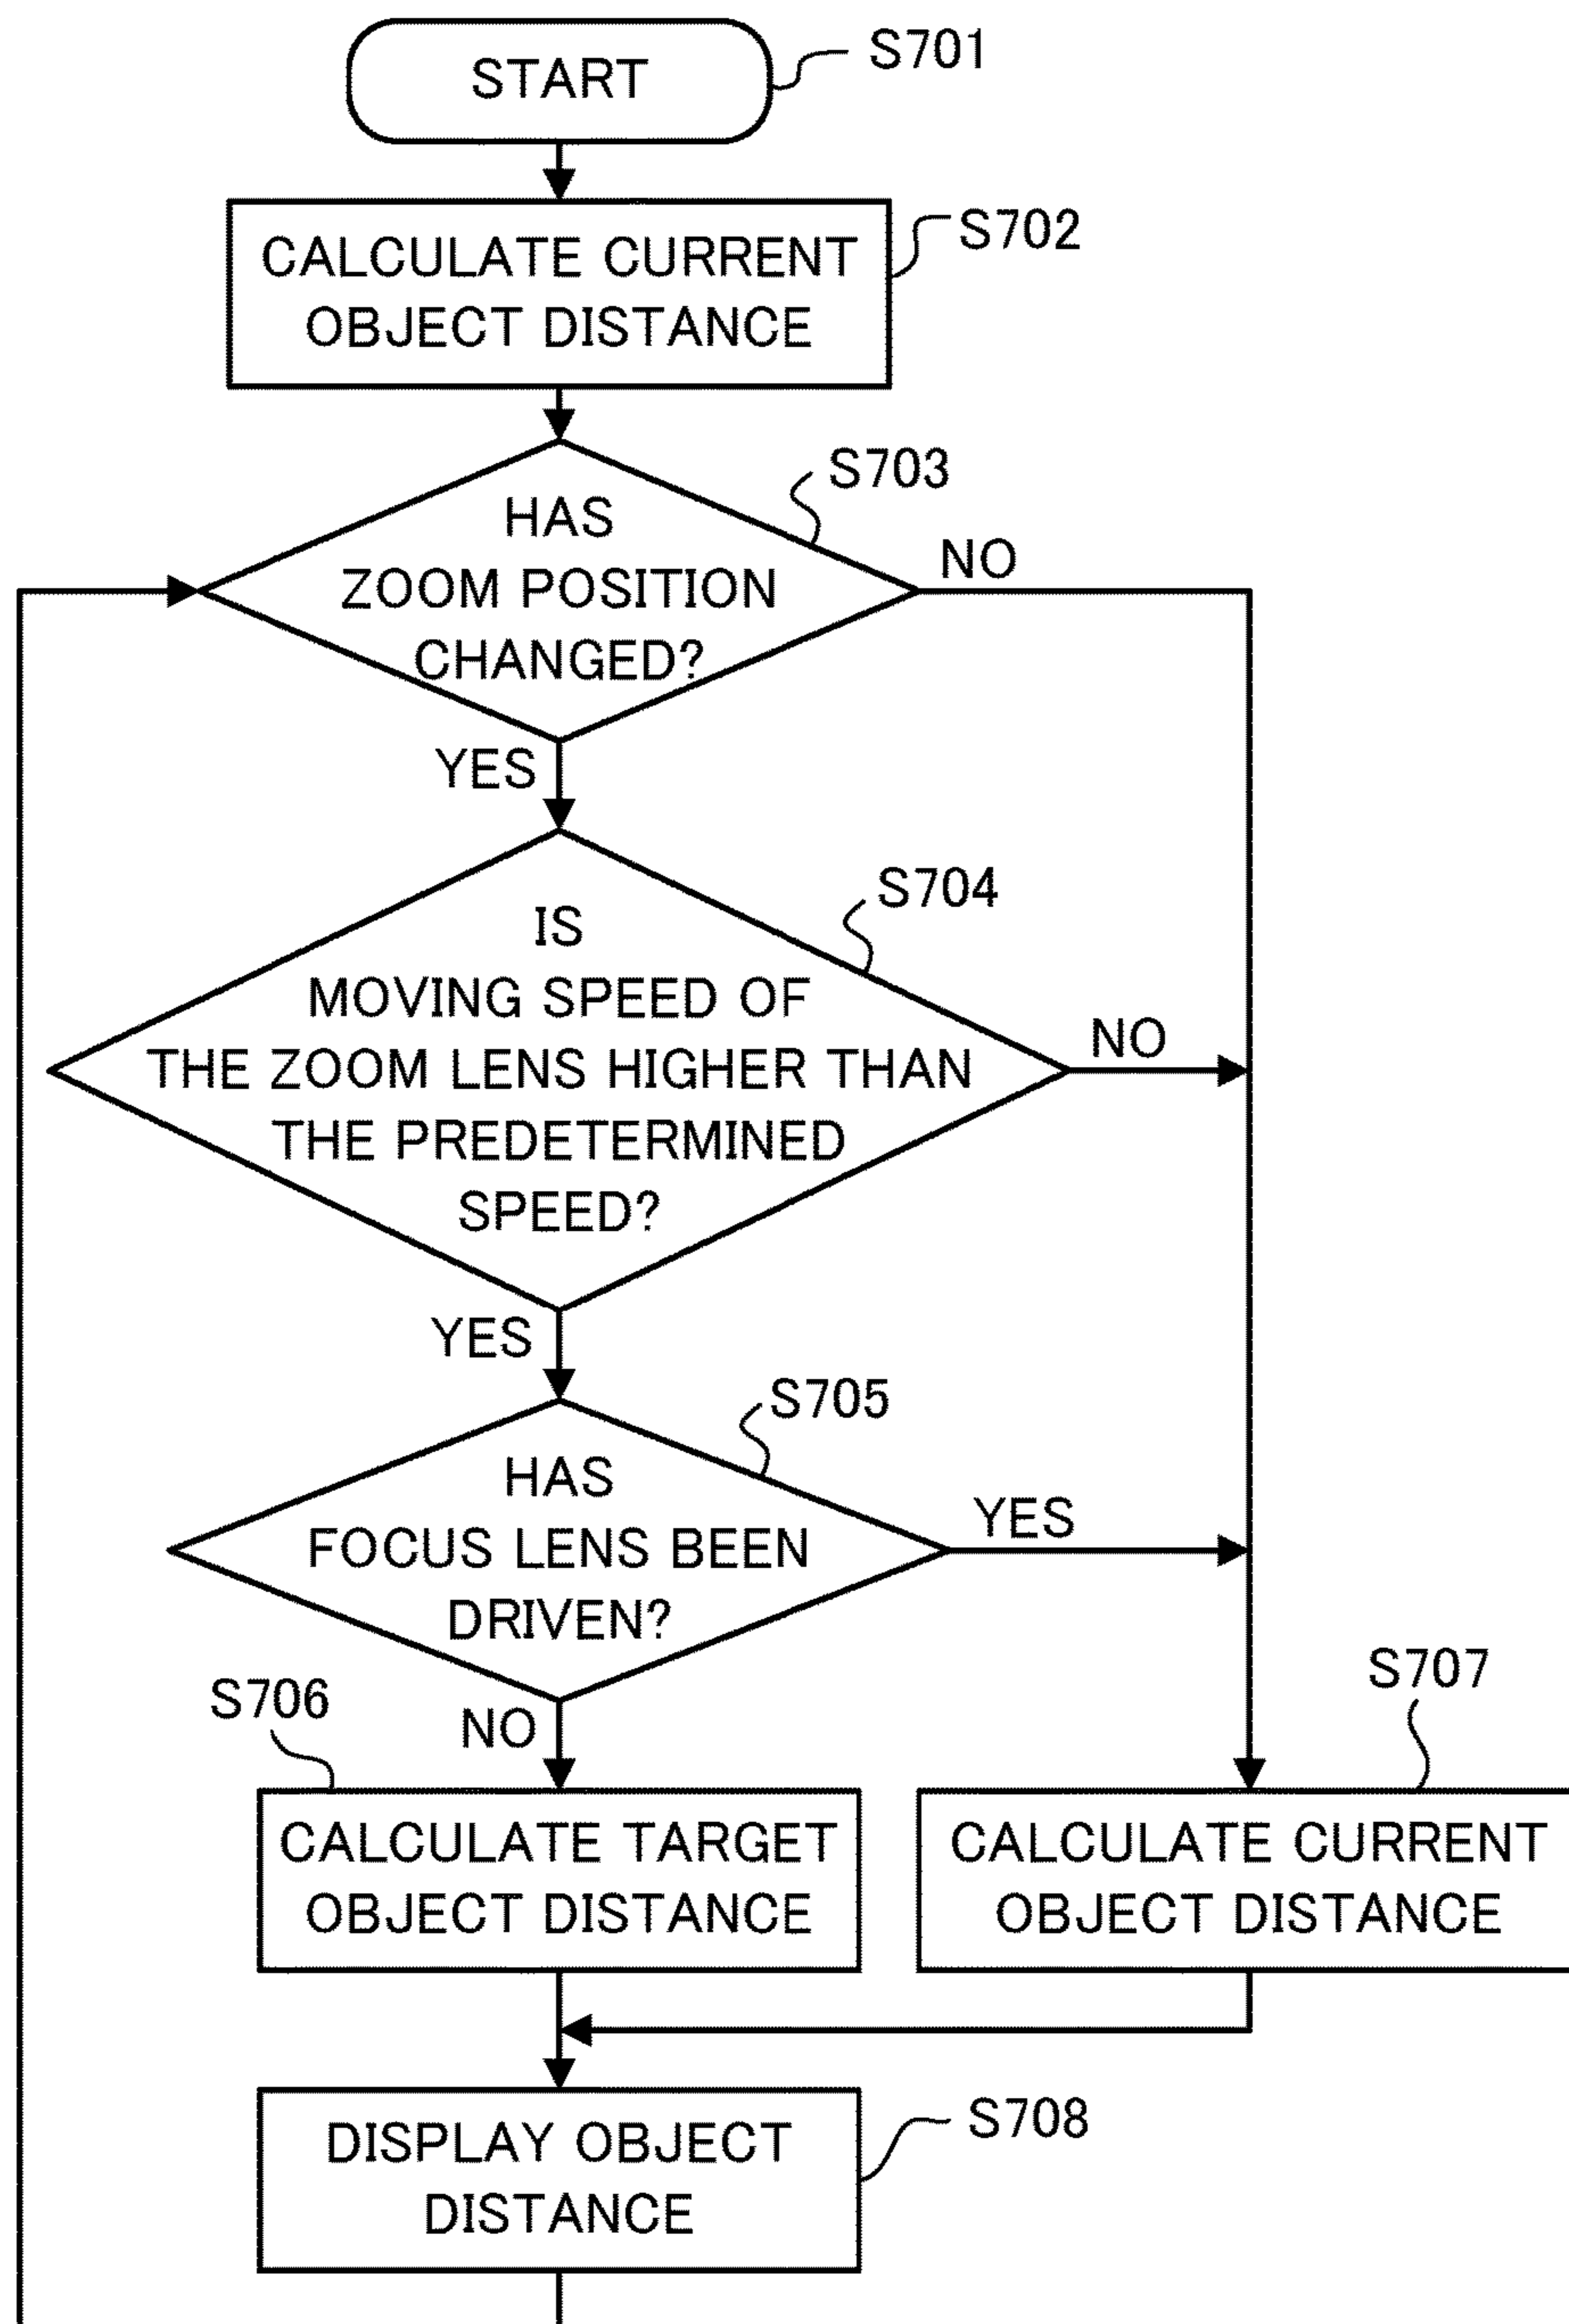 START
S701
CALCULATE CURRENT
OBJECT DISTANCE
S702
S703
HAS
ZOOM POSITION
CHANGED?
NO
YES
S704
IS
MOVING SPEED OF
THE ZOOM LENS HIGHER THAN
THE PREDETERMINED
SPEED?
NO
YES
S705
HAS
FOCUS LENS BEEN
DRIVEN?
YES
NO
S706
CALCULATE TARGET
OBJECT DISTANCE
S707
CALCULATE CURRENT
OBJECT DISTANCE
DISPLAY OBJECT
DISTANCE
S708